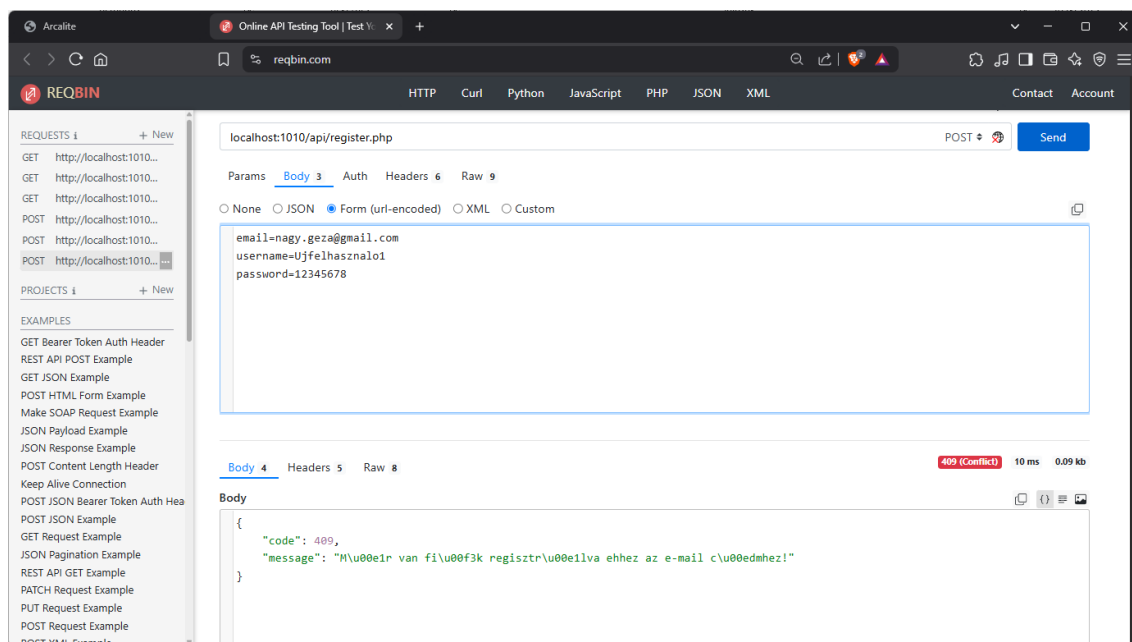 Arcalite
Online API Testing Tool | Test Yo
reqbin.com
2
REQBIN
HTTP Curl Python JavaScript PHP JSON XML
Contact Account
REQUESTS i + New
GET http://localhost:1010...
GET http://localhost:1010...
GET http://localhost:1010...
POST http://localhost:1010...
POST http://localhost:1010...
POST http://localhost:1010... ...
PROJECTS i + New
EXAMPLES
GET Bearer Token Auth Header
REST API POST Example
GET JSON Example
POST HTML Form Example
Make SOAP Request Example
JSON Payload Example
JSON Response Example
POST Content Length Header
Keep Alive Connection
POST JSON Bearer Token Auth Hea
POST JSON Example
GET Request Example
JSON Pagination Example
REST API GET Example
PATCH Request Example
PUT Request Example
POST Request Example
POST XML Example
localhost:1010/api/register.php
POST
Send
Params Body 3 Auth Headers 6 Raw 9
None JSON Form (url-encoded) XML Custom
email=nagy.geza@gmail.com
username=Ujfelhasznalo1
password=12345678
Body 4 Headers 5 Raw 8
409 (Conflict) 10 ms 0.09 kb
Body
{}
{
"code": 409,
"message": "M\u00e1r van fi\u00f3k regisztr\u00e1lva ehhez az e-mail c\u00edmhez!"
}